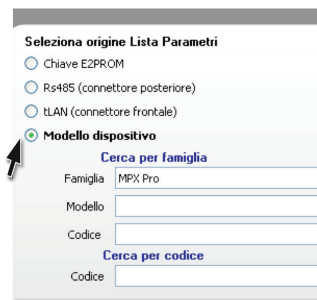 Seleziona origine Lista Parametri
Chiave E2PROM
Rs485 (connettore posteriore)
tLAN (connettore frontale)
Modello dispositivo
Cerca per famiglia
Famiglia MPX Pro
Modello
Codice
Cerca per codice
Codice